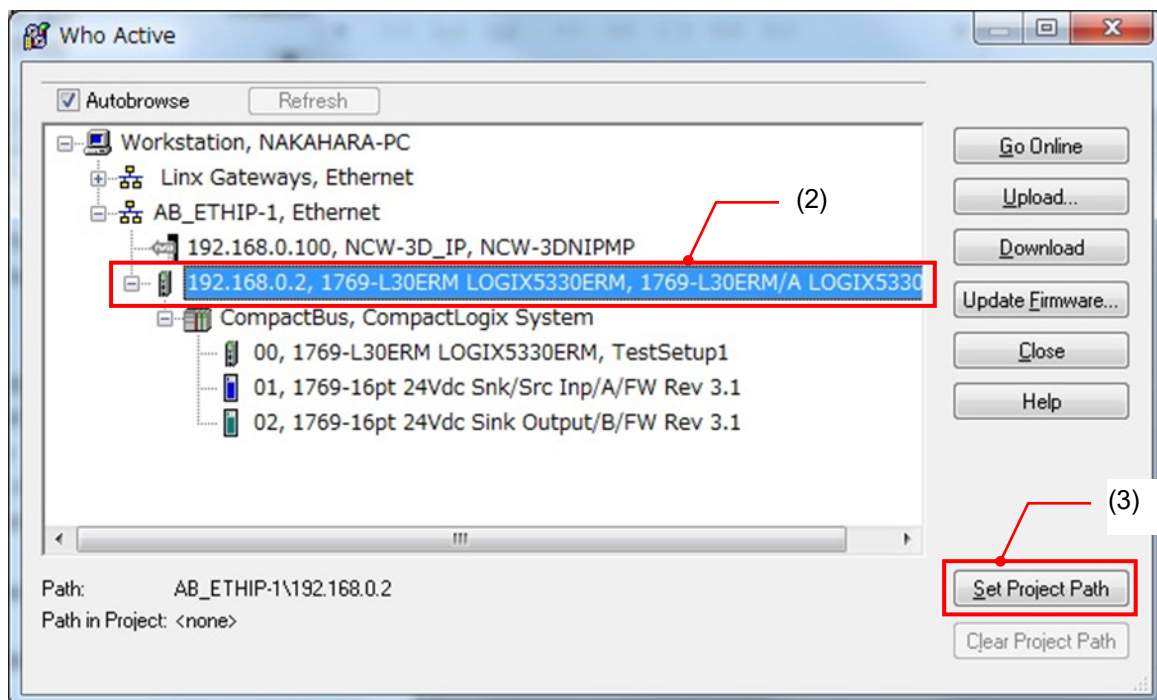 Who Active
Autobrowse
Refresh
Workstation, NAKAHARA-PC
Linx Gateways, Ethernet
AB_ETHIP-1, Ethernet
(2)
192.168.0.100, NCW-3D_IP, NCW-3DNIPMP
192.168.0.2, 1769-L30ERM LOGIX5330ERM, 1769-L30ERM/A LOGIX5330
CompactBus, CompactLogix System
00, 1769-L30ERM LOGIX5330ERM, TestSetup1
01, 1769-16pt 24Vdc Snk/Src Inp/A/FW Rev 3.1
02, 1769-16pt 24Vdc Sink Output/B/FW Rev 3.1
Go Online
Upload...
Download
Update Firmware...
Close
Help
(3)
Path: AB_ETHIP-1\192.168.0.2
Path in Project: <none>
Set Project Path
Clear Project Path